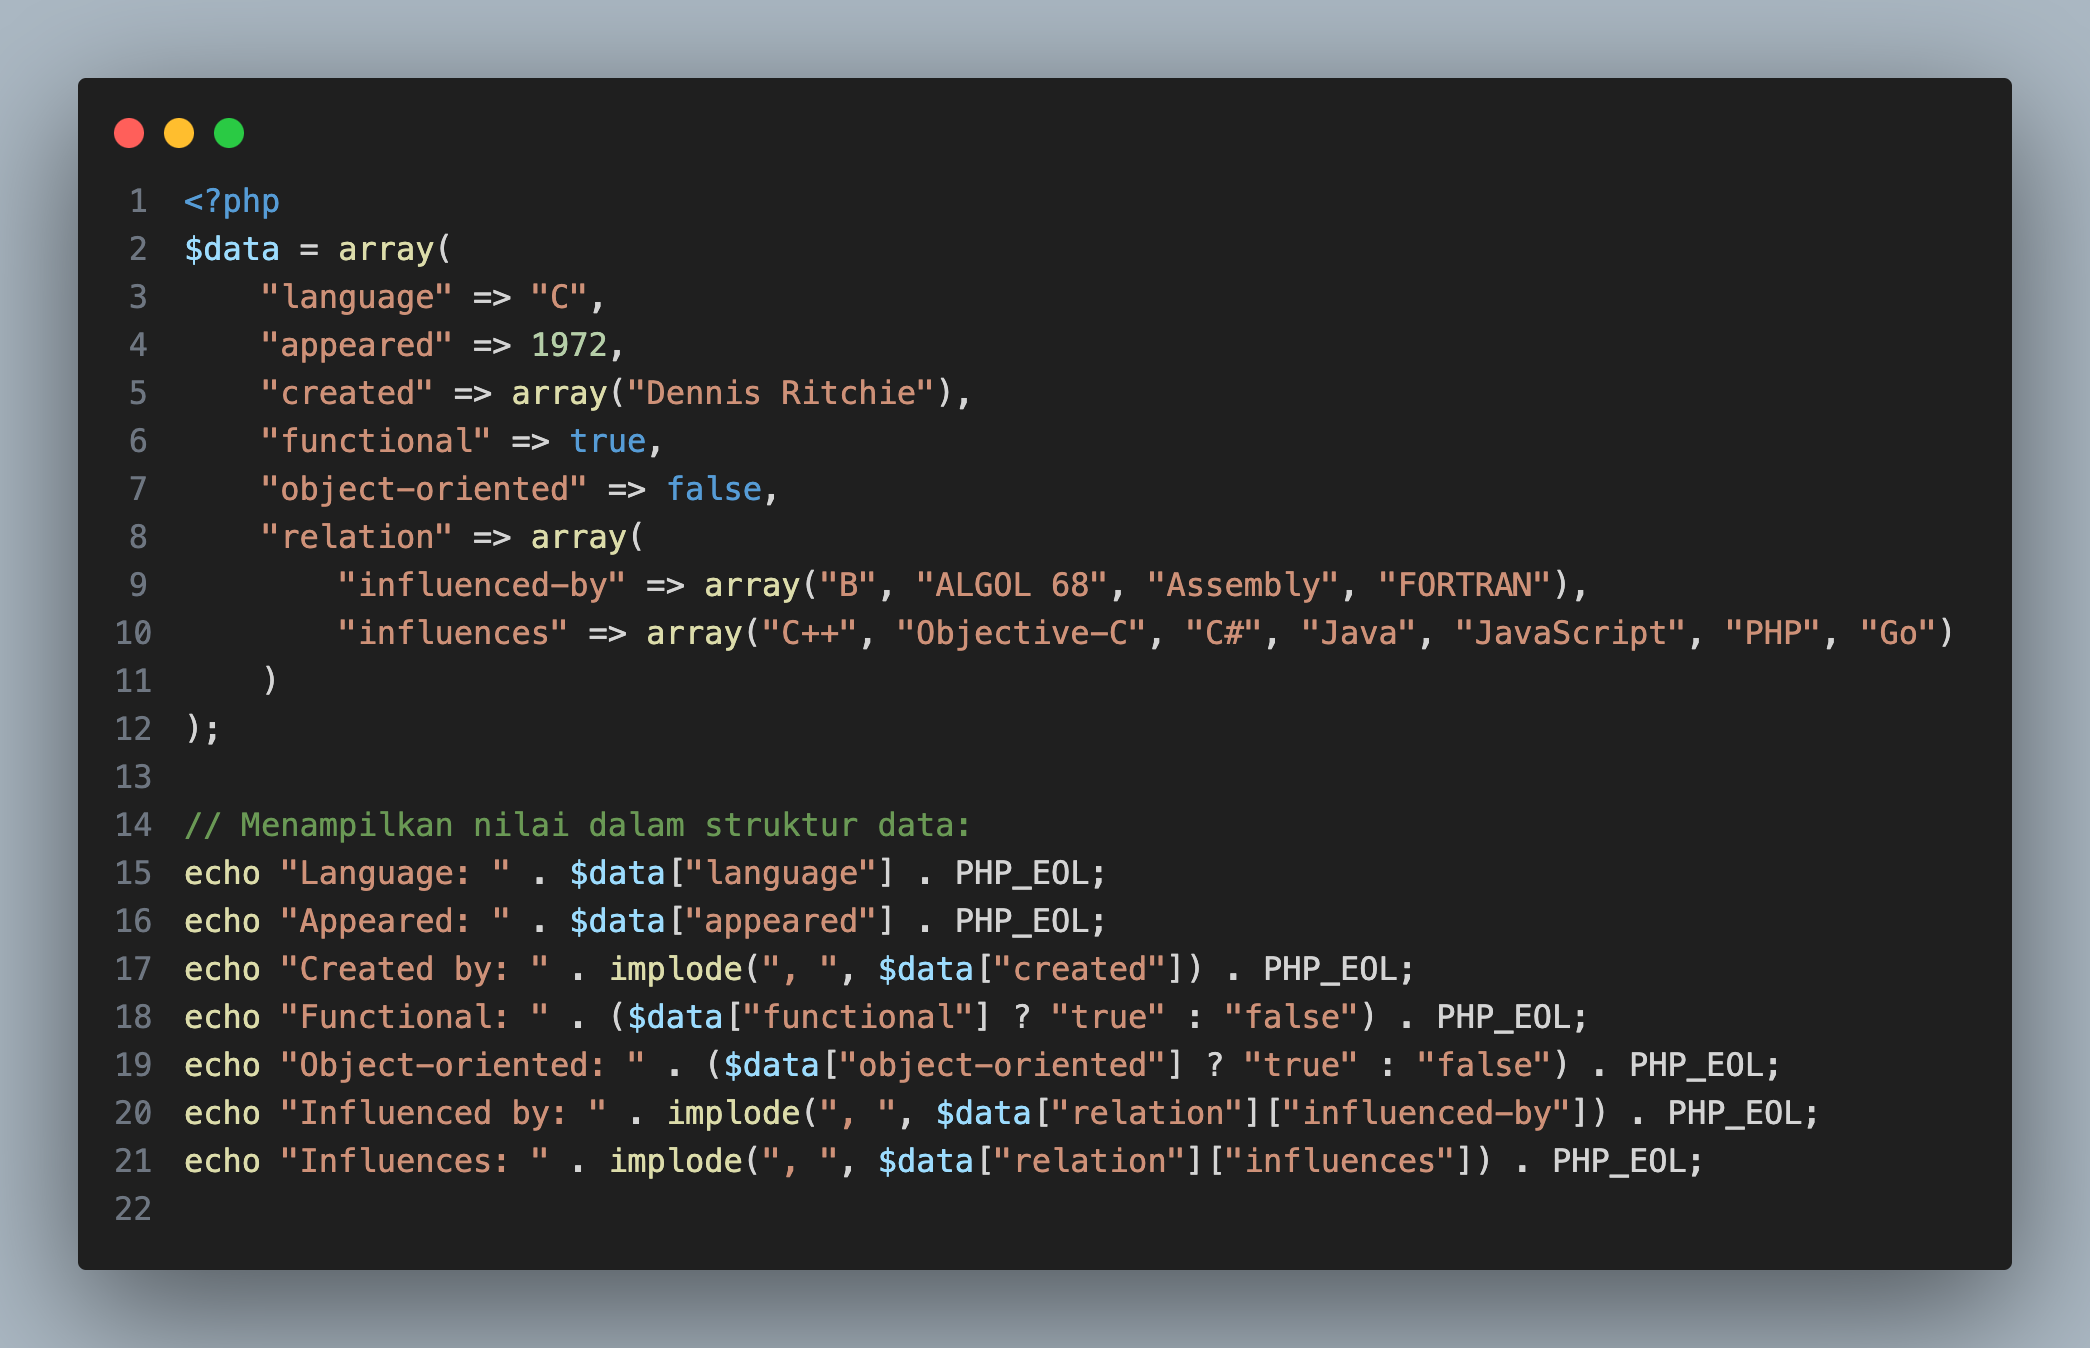 1 <?php
2 $data = array(
3     "language" => "C",
4     "appeared" => 1972,
5     "created" => array("Dennis Ritchie"),
6     "functional" => true,
7     "object-oriented" => false,
8     "relation" => array(
9         "influenced-by" => array("B", "ALGOL 68", "Assembly", "FORTRAN"),
10         "influences" => array("C++", "Objective-C", "C#", "Java", "JavaScript", "PHP", "Go")
11     )
12 );
13
14 // Menampilkan nilai dalam struktur data:
15 echo "Language: " . $data["language"] . PHP_EOL;
16 echo "Appeared: " . $data["appeared"] . PHP_EOL;
17 echo "Created by: " . implode(", ", $data["created"]) . PHP_EOL;
18 echo "Functional: " . ($data["functional"] ? "true" : "false") . PHP_EOL;
19 echo "Object-oriented: " . ($data["object-oriented"] ? "true" : "false") . PHP_EOL;
20 echo "Influenced by: " . implode(", ", $data["relation"]["influenced-by"]) . PHP_EOL;
21 echo "Influences: " . implode(", ", $data["relation"]["influences"]) . PHP_EOL;
22